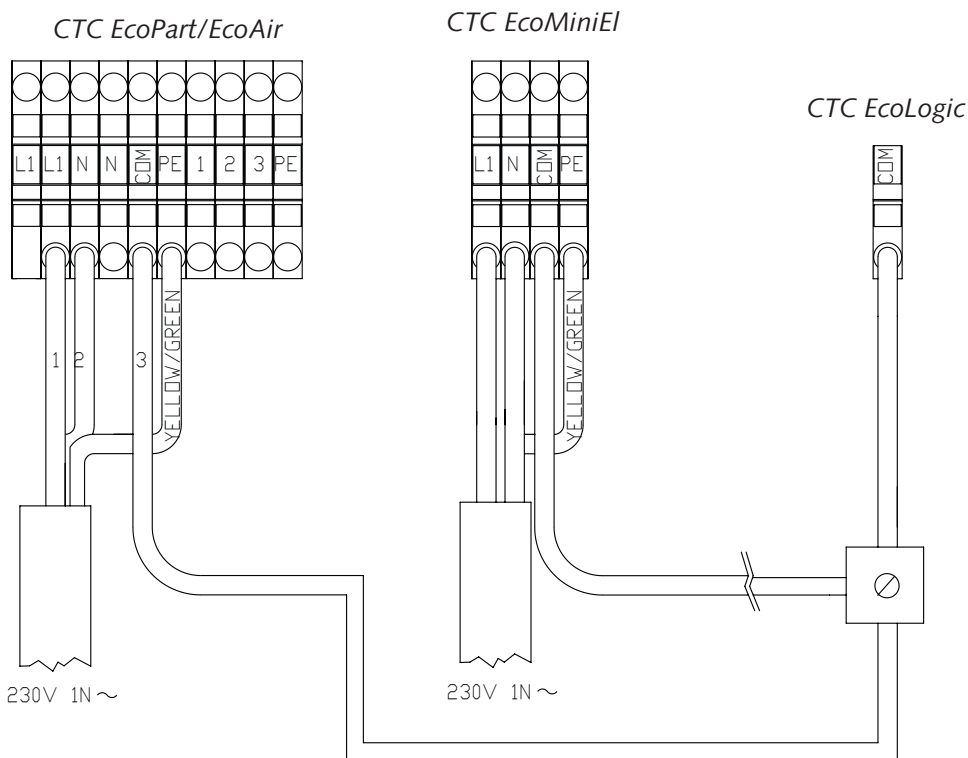 CTC EcoPart/EcoAir
CTC EcoMiniEl
CTC EcoLogic
L1 L1 N N COM PE 1 2 3 PE
L1 N COM PE
COM
1 2 3 YELLOW/GREEN
YELLOW/GREEN
230V 1N ~
230V 1N ~